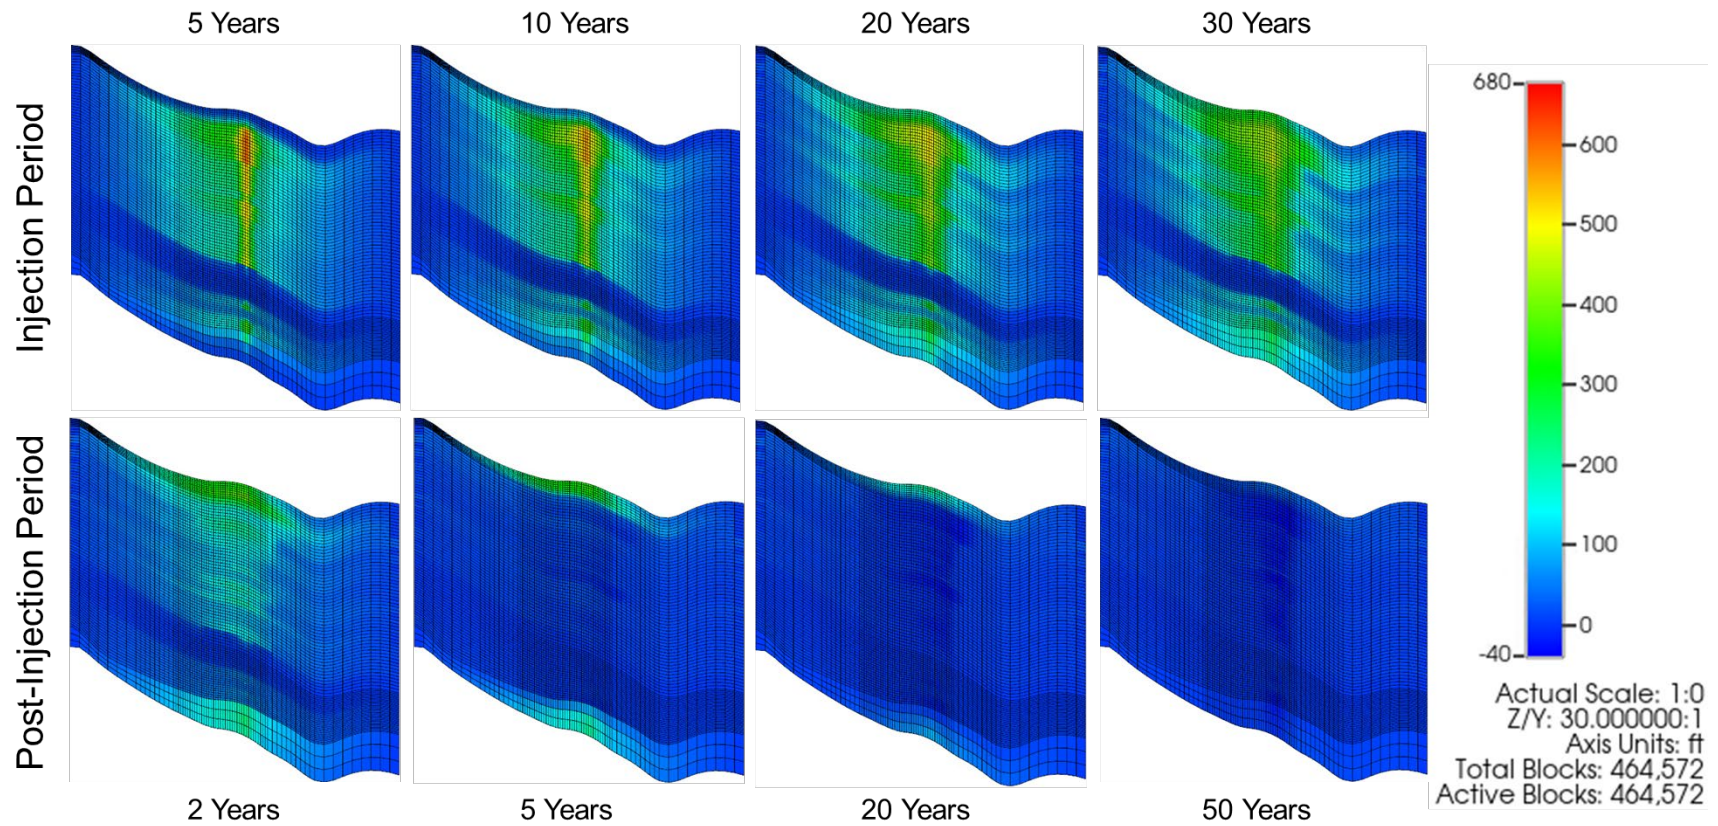 5 Years
10 Years
20 Years
30 Years
Injection Period
680
600
500
400
300
200
100
0
-40
Post-Injection Period
Actual Scale: 1:0
Z/Y: 30.000000:1
Axis Units: ft
Total Blocks: 464,572
Active Blocks: 464,572
2 Years
5 Years
20 Years
50 Years